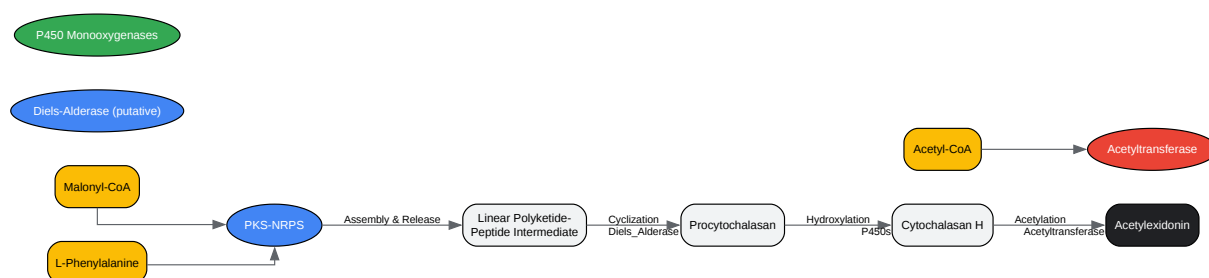 P450 Monooxygenases
Diels-Alderase (putative)
Acetyl-CoA
Acetyltransferase
Malonyl-CoA
PKS-NRPS
Assembly & Release
Linear Polyketide-
Peptide Intermediate
Cyclization
Diels_Alderase
Procytochalasan
Hydroxylation
P450s
Cytochalasan H
Acetylation
Acetyltransferase
Acetylexidonin
L-Phenylalanine